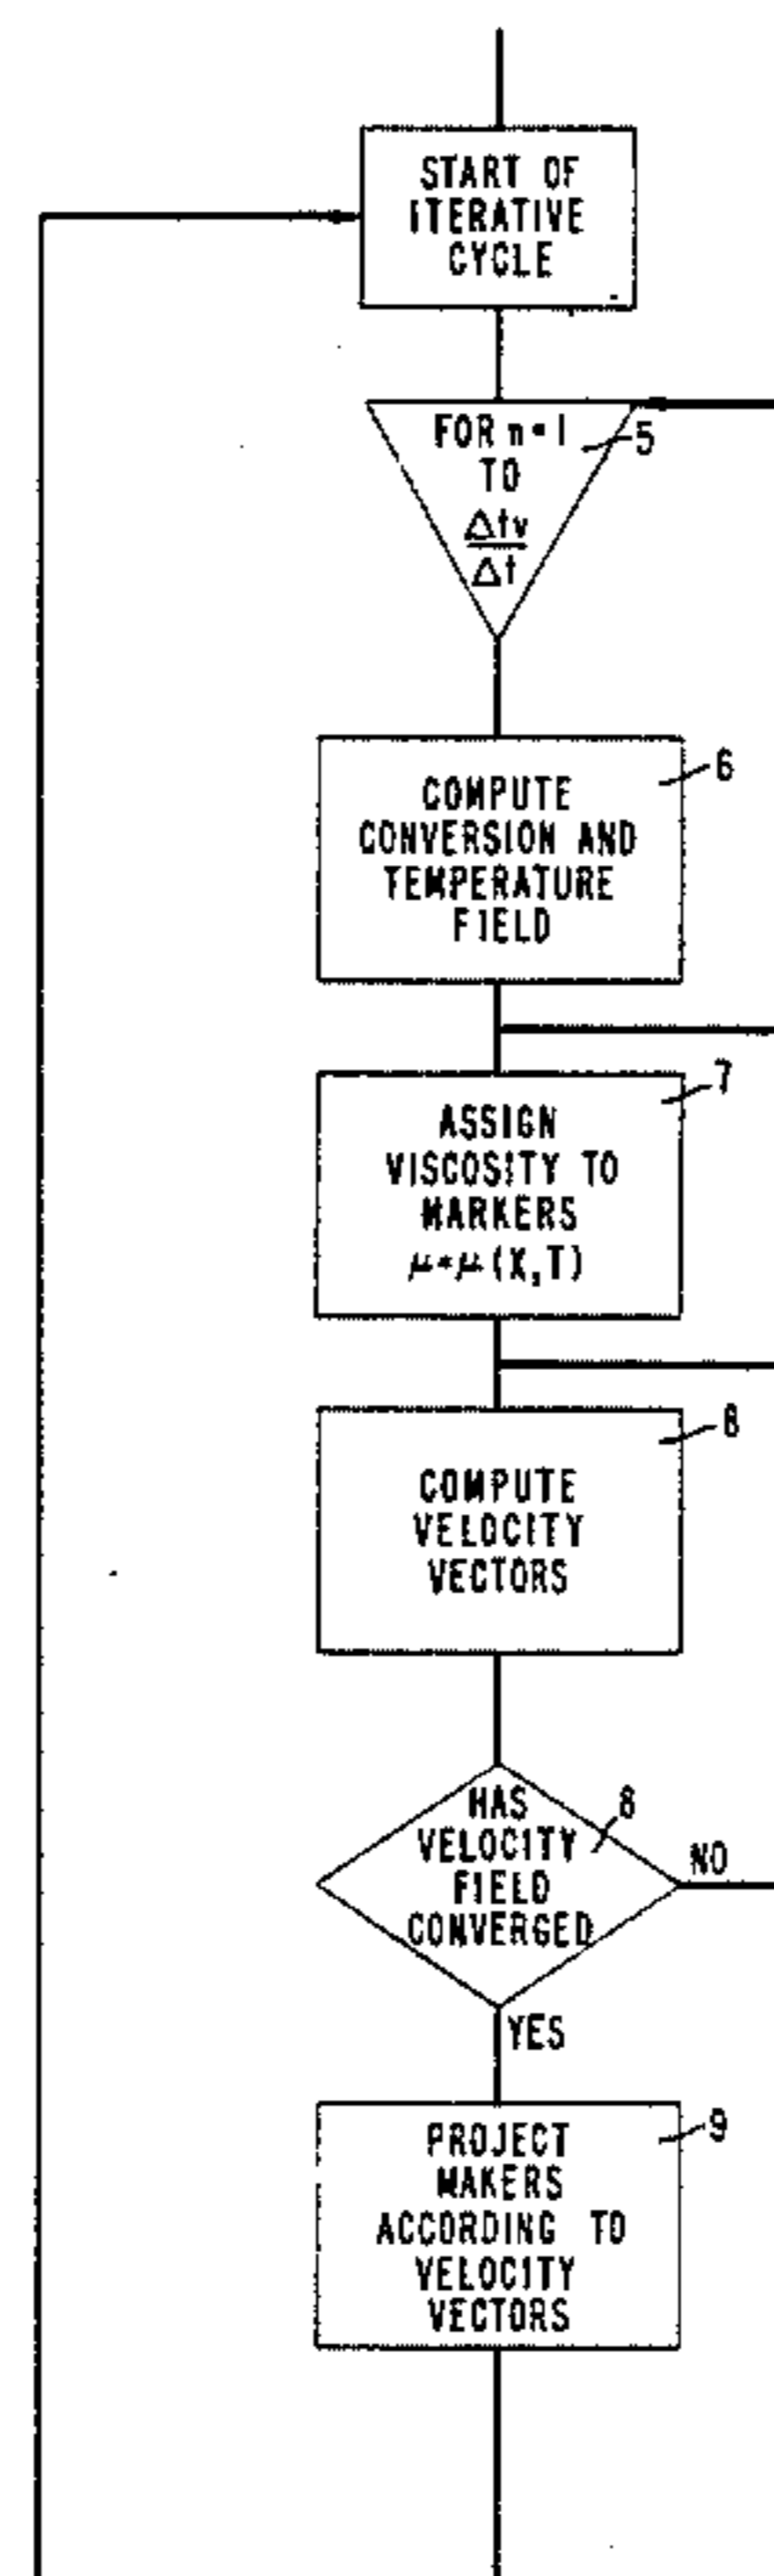 START OF
ITERATIVE
CYCLE
FOR n=1
5
TO
Δtv
Δt
6
COMPUTE
CONVERSION AND
TEMPERATURE
FIELD
7
ASSIGN
VISCOSITY TO
MARKERS
μ=μ(X,T)
8
COMPUTE
VELOCITY
VECTORS
8
HAS
VELOCITY
FIELD
CONVERGED
NO
YES
9
PROJECT
MAKERS
ACCORDING TO
VELOCITY
VECTORS